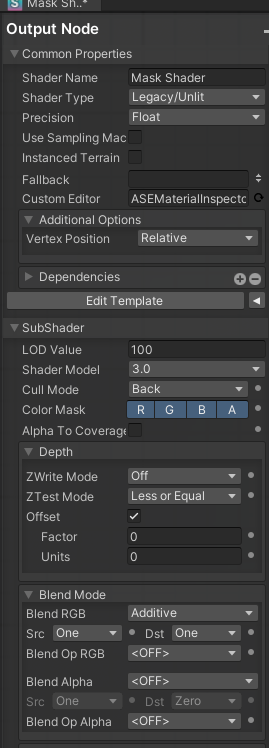 Mask Sh..*
Output Node
Common Properties
Shader Name Mask Shader
Shader Type Legacy/Unlit
Precision Float
Use Sampling Mac
Instanced Terrain
Fallback
Custom Editor ASEMaterialInspecto
Additional Options
Vertex Position Relative
Dependencies
Edit Template
SubShader
LOD Value 100
Shader Model 3.0
Cull Mode Back
Color Mask R G B A
Alpha To Coverage
Depth
ZWrite Mode Off
ZTest Mode Less or Equal
Offset
Factor 0
Units 0
Blend Mode
Blend RGB Additive
Src One Dst One
Blend Op RGB <OFF>
Blend Alpha <OFF>
Src One Dst Zero
Blend Op Alpha <OFF>